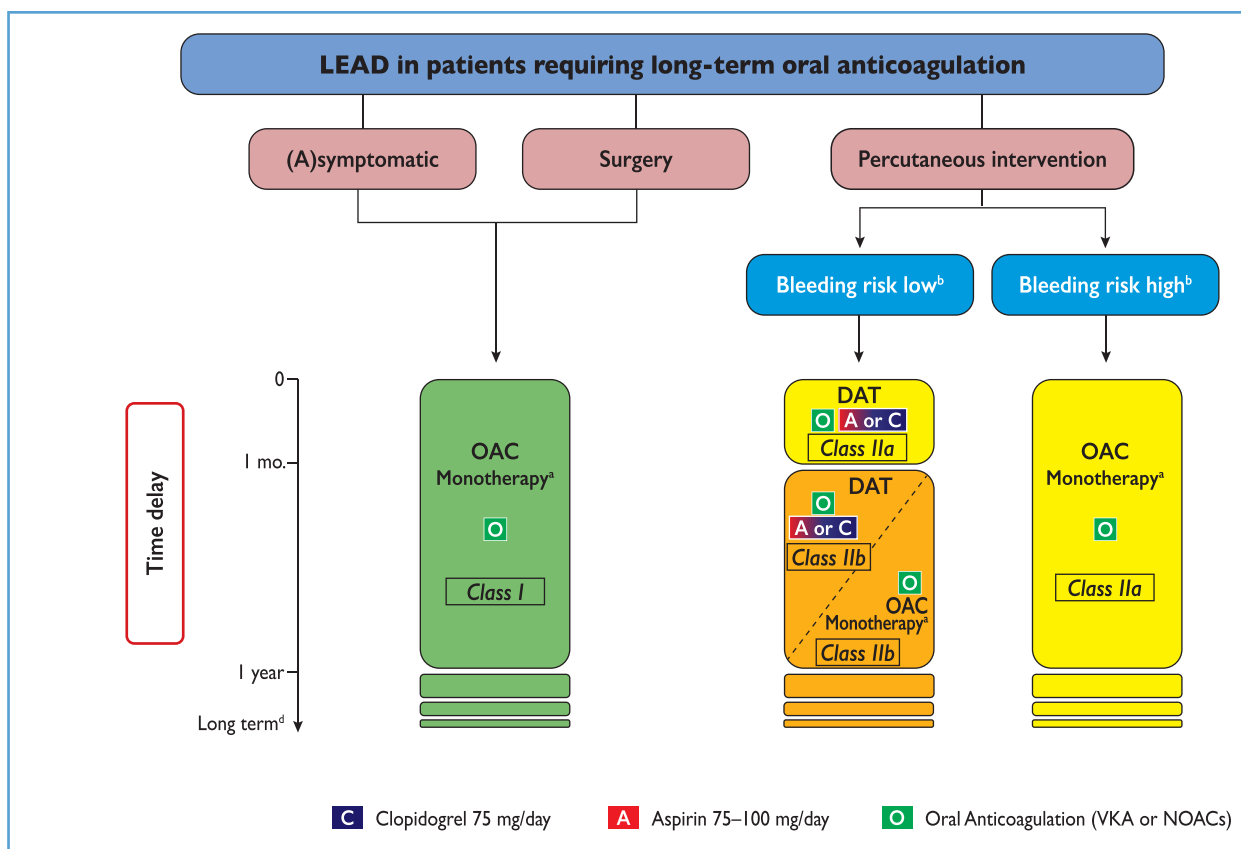 LEAD in patients requiring long-term oral anticoagulation
(A)symptomatic
Surgery
Percutaneous intervention
Bleeding risk lowᵇ
Bleeding risk highᵇ
Time delay
0
1 mo.
1 year
Long termᵈ
OAC
Monotherapyᵃ
O
Class I
DAT
O A or C
Class IIa
DAT
O
A or C
Class IIb
O
OAC
Monotherapyᵃ
Class IIb
OAC
Monotherapyᵃ
O
Class IIa
C Clopidogrel 75 mg/day
A Aspirin 75–100 mg/day
O Oral Anticoagulation (VKA or NOACs)